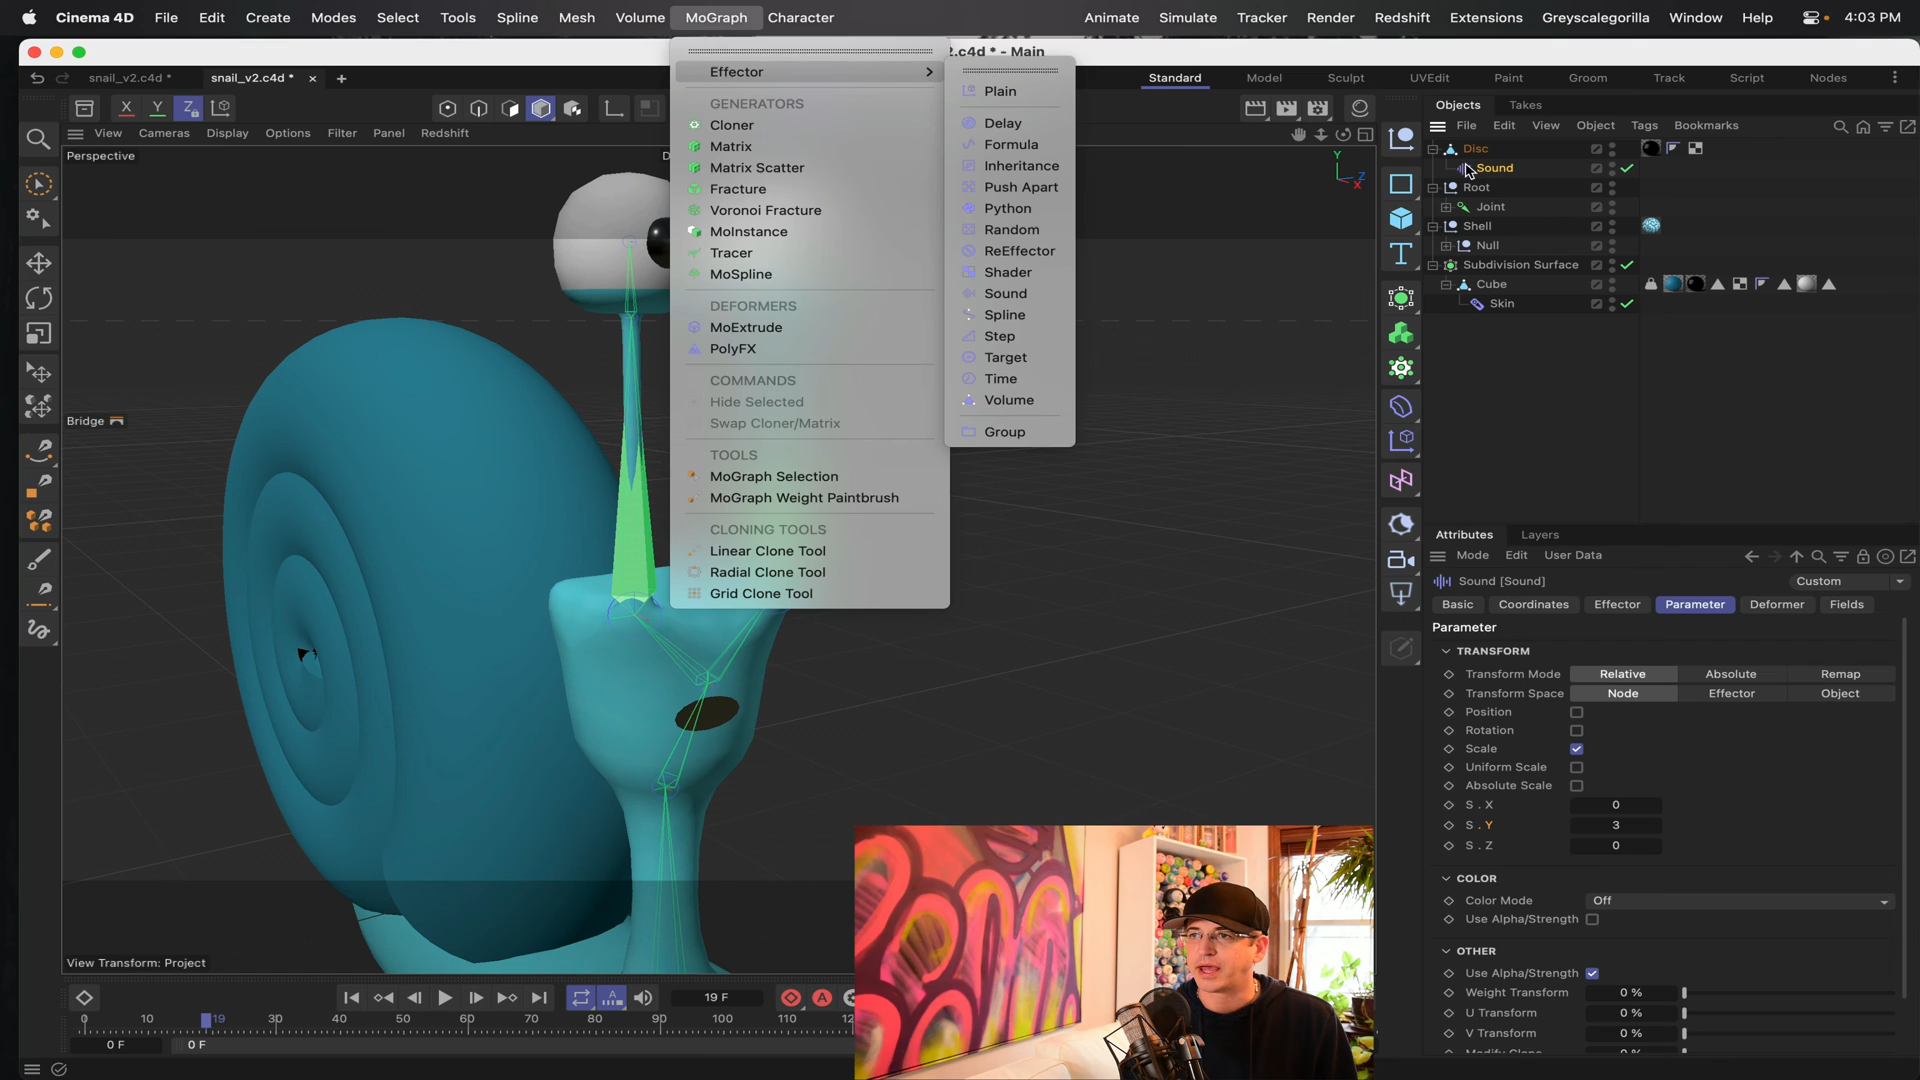 Cinema 4D File Edit Create Modes Select Tools Spline Mesh Volume MoGraph Character Animate Simulate Tracker Render Redshift Extensions Greyscalegorilla Window Help 4:03 PM
2.c4d * - Main
snail_v2.c4d * snail_v2.c4d * Standard Model Sculpt UVEdit Paint Groom Track Script Nodes
X Y Z
View Cameras Display Options Filter Panel Redshift
Perspective
D
Y
Z
X
Bridge
View Transform: Project
Effector
GENERATORS
Cloner
Matrix
Matrix Scatter
Fracture
Voronoi Fracture
MoInstance
Tracer
MoSpline
DEFORMERS
MoExtrude
PolyFX
COMMANDS
Hide Selected
Swap Cloner/Matrix
TOOLS
MoGraph Selection
MoGraph Weight Paintbrush
CLONING TOOLS
Linear Clone Tool
Radial Clone Tool
Grid Clone Tool
Plain
Delay
Formula
Inheritance
Push Apart
Python
Random
ReEffector
Shader
Sound
Spline
Step
Target
Time
Volume
Group
Objects Takes
File Edit View Object Tags Bookmarks
Disc
Sound
Root
Joint
Shell
Null
Subdivision Surface
Cube
Skin
Attributes Layers
Mode Edit User Data
Sound [Sound] Custom
Basic Coordinates Effector Parameter Deformer Fields
Parameter
TRANSFORM
Transform Mode Relative Absolute Remap
Transform Space Node Effector Object
Position
Rotation
Scale
Uniform Scale
Absolute Scale
S . X 0
S . Y 3
S . Z 0
COLOR
Color Mode Off
Use Alpha/Strength
OTHER
Use Alpha/Strength
Weight Transform 0 %
U Transform 0 %
V Transform 0 %
Modify Clone 0 %
19 F
0 10 19 30 40 50 60 70 80 90 100 110 12
0 F 0 F